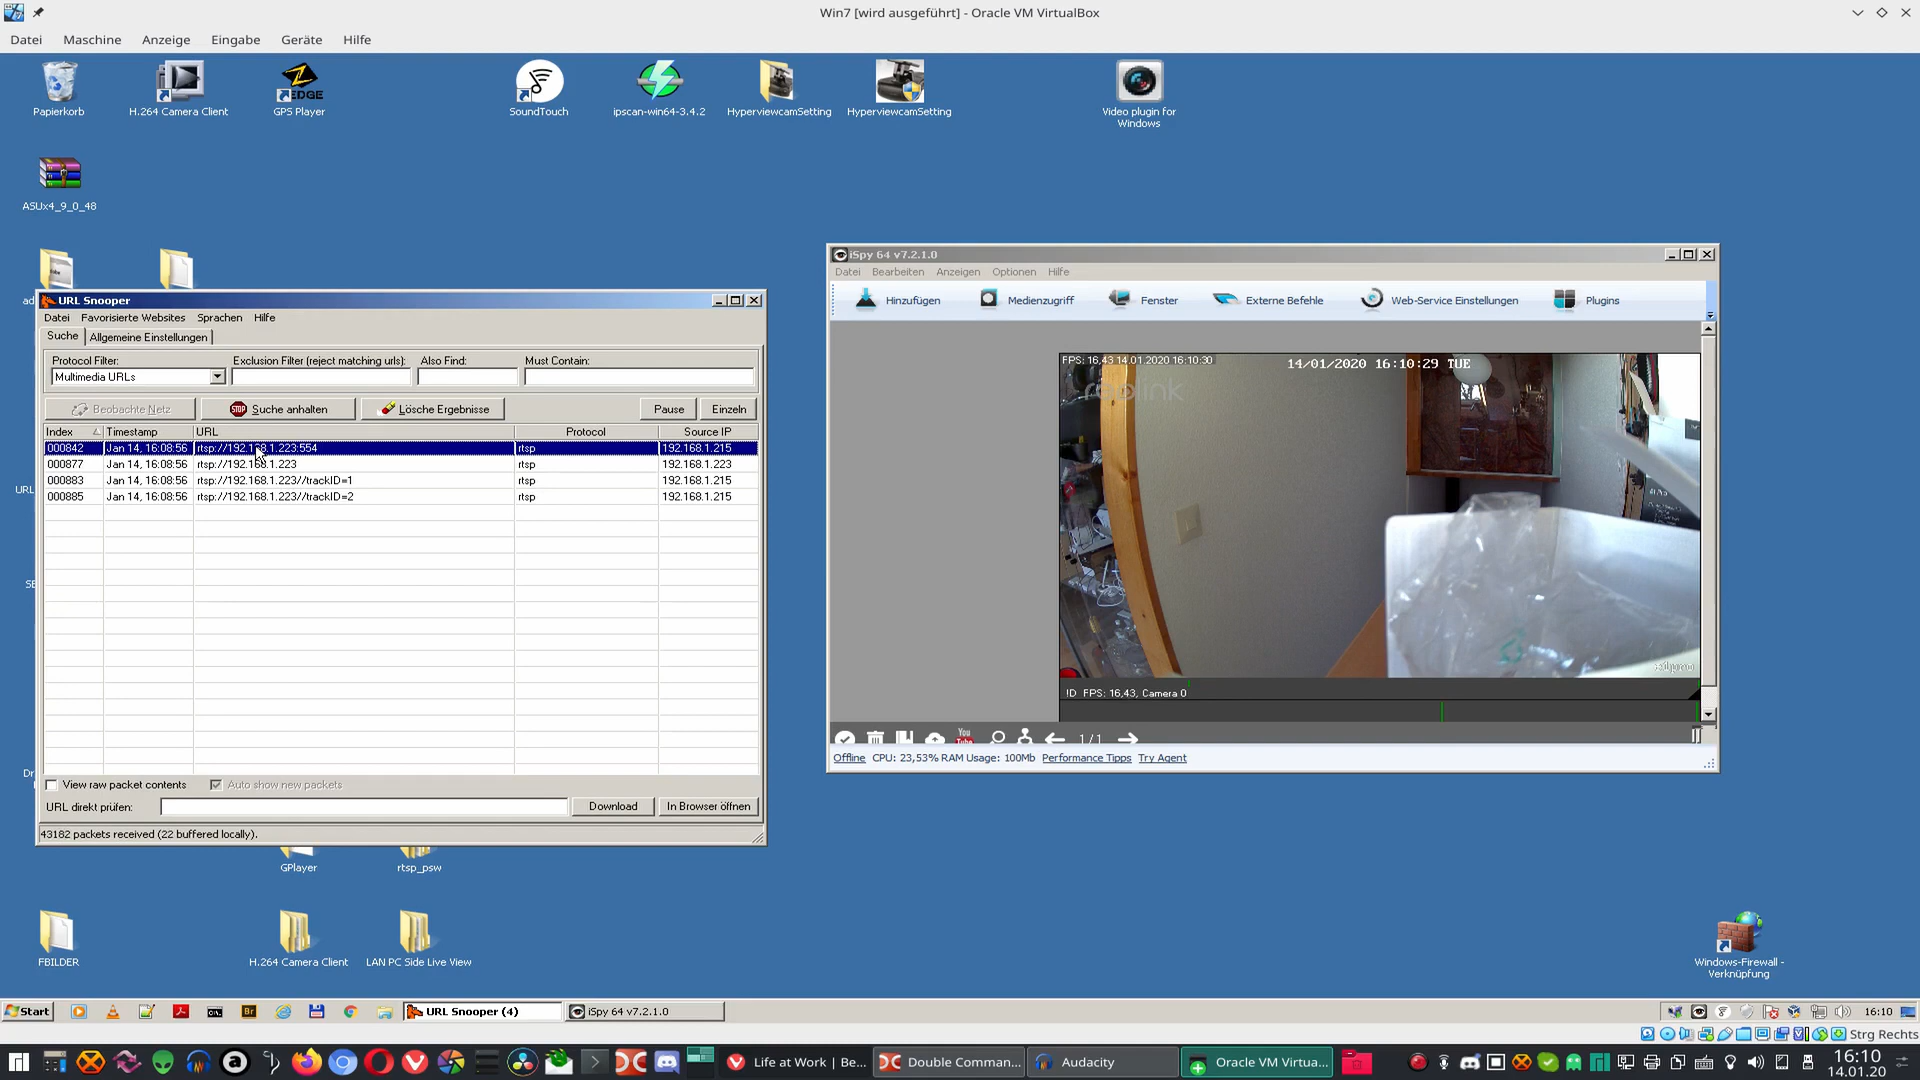 Win7 [wird ausgeführt] - Oracle VM VirtualBox
Datei Maschine Anzeige Eingabe Geräte Hilfe
Papierkorb
H.264 Camera Client
GPS Player
SoundTouch
ipscan-win64-3.4.2
HyperviewcamSetting
HyperviewcamSetting
Video plugin for
Windows
ASUx4_9_0_48
URL Snooper
Datei Favorisierte Websites Sprachen Hilfe
Suche Allgemeine Einstellungen
Protocol Filter: Exclusion Filter (reject matching urls): Also Find: Must Contain:
Multimedia URLs
Beobachte Netz STOP Suche anhalten Lösche Ergebnisse Pause Einzeln
Index Timestamp URL Protocol Source IP
000842 Jan 14, 16:08:56 rtsp://192.168.1.223:554 rtsp 192.168.1.215
000877 Jan 14, 16:08:56 rtsp://192.168.1.223 rtsp 192.168.1.223
000883 Jan 14, 16:08:56 rtsp://192.168.1.223//trackID=1 rtsp 192.168.1.215
000885 Jan 14, 16:08:56 rtsp://192.168.1.223//trackID=2 rtsp 192.168.1.215
View raw packet contents Auto show new packets
URL direkt prüfen: Download In Browser öffnen
43182 packets received (22 buffered locally).
iSpy 64 v7.2.1.0
Datei Bearbeiten Anzeigen Optionen Hilfe
Hinzufügen Medienzugriff Fenster Externe Befehle Web-Service Einstellungen Plugins
FPS: 16,43 14.01.2020 16:10:30
14/01/2020 16:10:29 TUE
reolink
FPS: 16,43, Camera 0
You Tube
1/1
Offline CPU: 23,53% RAM Usage: 100Mb Performance Tipps Try Agent
GPlayer
rtsp_psw
FBILDER
H.264 Camera Client
LAN PC Side Live View
Windows-Firewall -
Verknüpfung
Start Br URL Snooper (4) iSpy 64 v7.2.1.0 16:10
Strg Rechts
Life at Work | Be... Double Comman... Audacity Oracle VM Virtua... 16:10
14.01.20